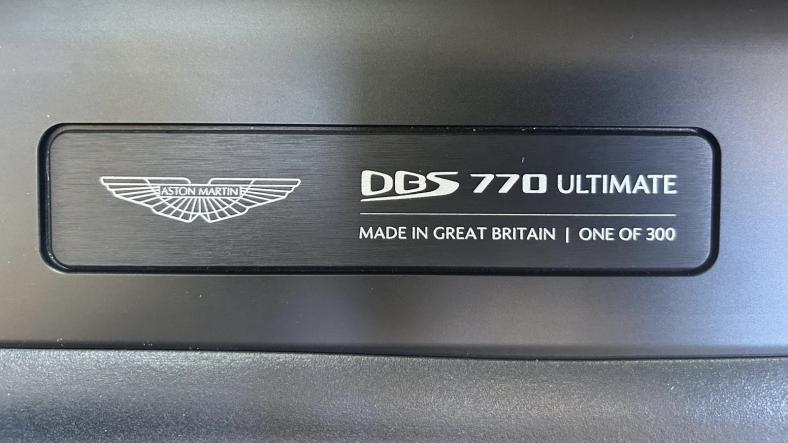 ASTON MARTIN
DBS 770 ULTIMATE
MADE IN GREAT BRITAIN | ONE OF 300